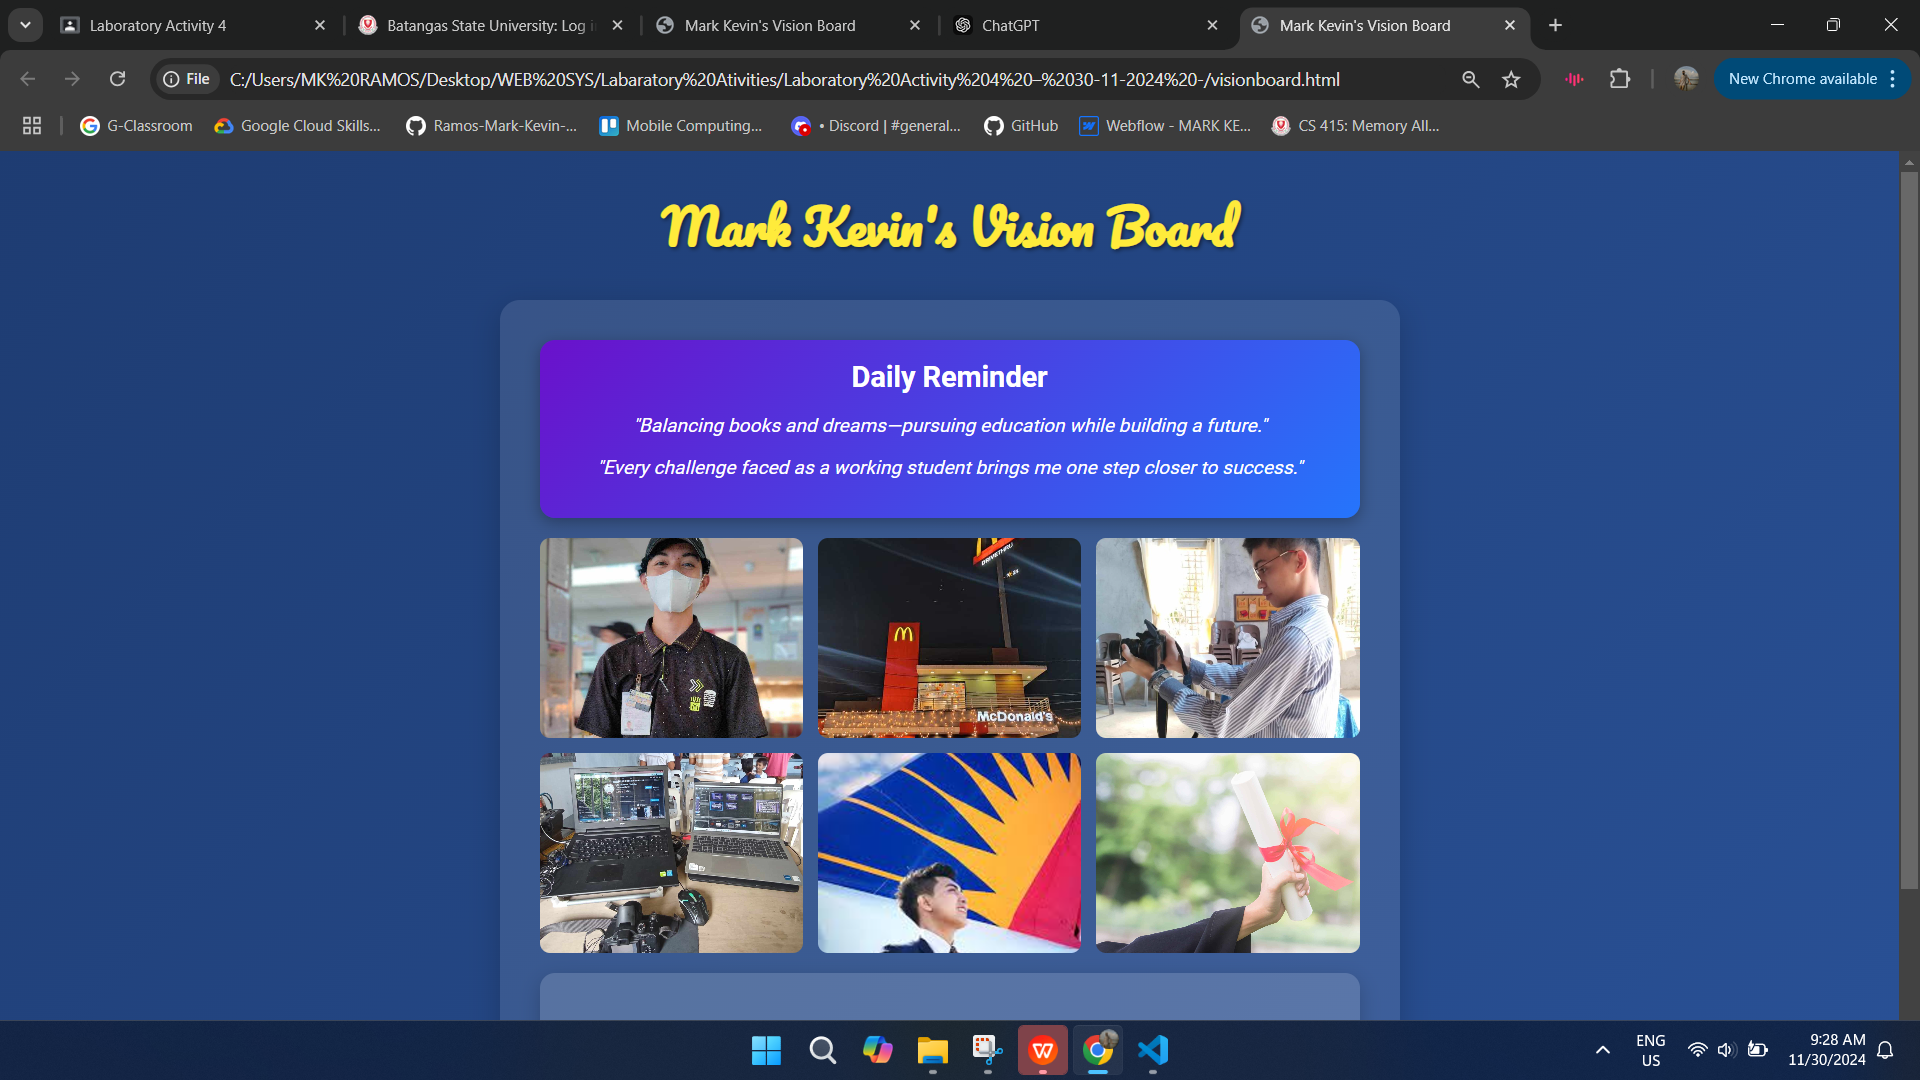 Laboratory Activity 4
Batangas State University: Log i
Mark Kevin's Vision Board
ChatGPT
Mark Kevin's Vision Board
File
C:/Users/MK%20RAMOS/Desktop/WEB%20SYS/Labaratory%20Ativities/Laboratory%20Activity%204%20–%2030-11-2024%20-/visionboard.html
New Chrome available
G-Classroom
Google Cloud Skills...
Ramos-Mark-Kevin-...
Mobile Computing...
• Discord | #general...
GitHub
Webflow - MARK KE...
CS 415: Memory All...
Mark Kevin's Vision Board
Daily Reminder
"Balancing books and dreams—pursuing education while building a future."
"Every challenge faced as a working student brings me one step closer to success."
DRIVE THRU
McDonald's
ENG
US
9:28 AM
11/30/2024